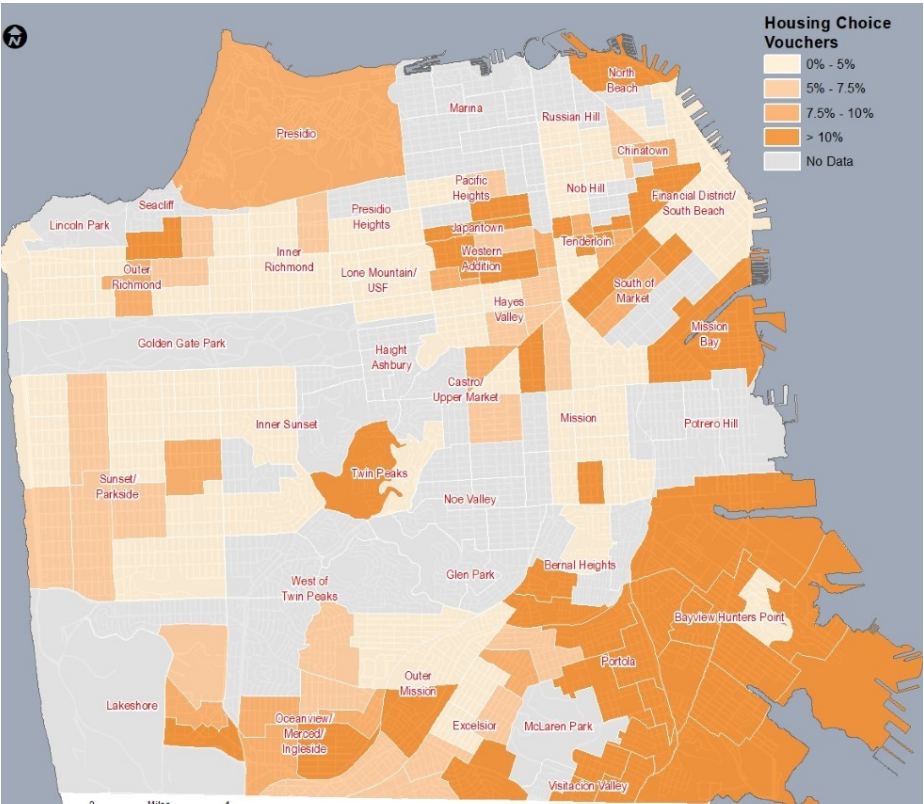 N
Housing Choice
Vouchers
0% - 5%
5% - 7.5%
7.5% - 10%
> 10%
No Data
North
Beach
Marina
Russian Hill
Presidio
Chinatown
Pacific
Heights
Nob Hill
Financial District/
South Beach
Seacliff
Lincoln Park
Presidio
Heights
Japantown
Tenderloin
Western
Addition
Inner
Richmond
Outer
Richmond
Lone Mountain/
USF
South of
Market
Hayes
Valley
Mission
Bay
Golden Gate Park
Haight
Ashbury
Castro/
Upper Market
Inner Sunset
Mission
Potrero Hill
Twin Peaks
Sunset/
Parkside
Noe Valley
Bernal Heights
Glen Park
West of
Twin Peaks
Bayview Hunters Point
Portola
Outer
Mission
Lakeshore
Oceanview/
Merced/
Ingleside
Excelsior
McLaren Park
Visitacion Valley